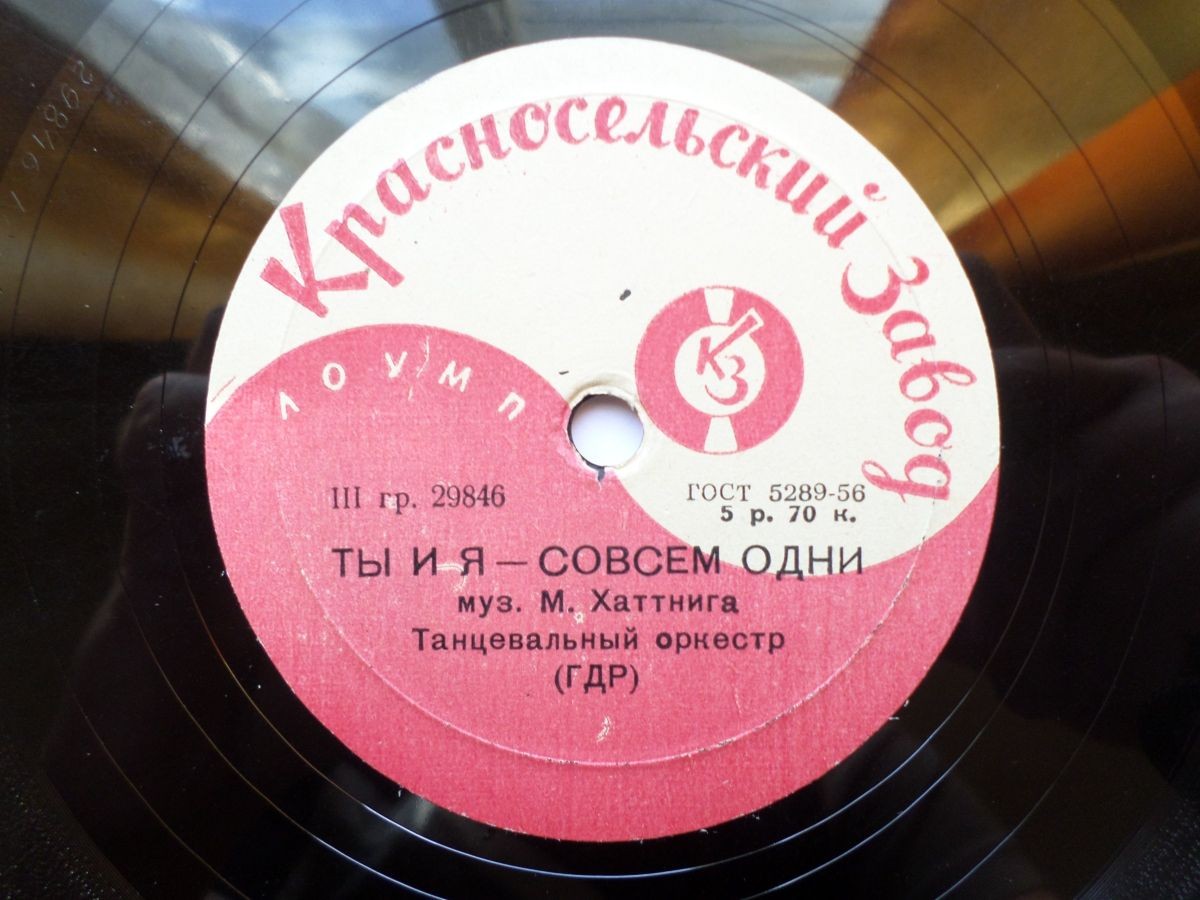 Красносельский Завод
ЛОУМП
КЗ
III гр. 29846
ГОСТ 5289-56
5 р. 70 к.
ТЫ И Я — СОВСЕМ ОДНИ
муз. М. Хаттнига
Танцевальный оркестр
(ГДР)
29846